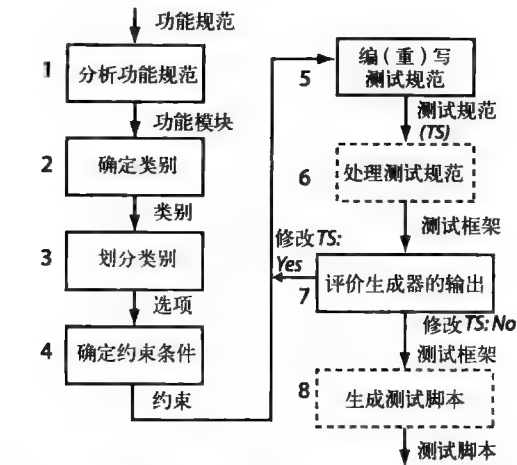 功能规范
1
分析功能规范
功能模块
2
确定类别
类别
3
划分类别
选项
4
确定约束条件
约束
5
编(重)写
测试规范
测试规范
(TS)
6
处理测试规范
测试框架
修改TS:
Yes
7
评价生成器的输出
修改TS: No
测试框架
8
生成测试脚本
测试脚本